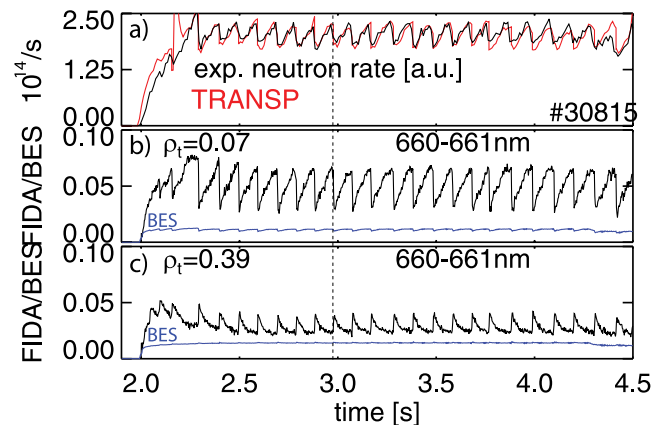 2.50
a)
1.25
exp. neutron rate [a.u.]
TRANSP
10^14/s
0.00
#30815
0.10
b) ρt=0.07 660-661nm
0.05
FIDA/BES
BES
0.00
0.10
c) ρt=0.39 660-661nm
0.05
FIDA/BES
BES
0.00
2.0 2.5 3.0 3.5 4.0 4.5
time [s]